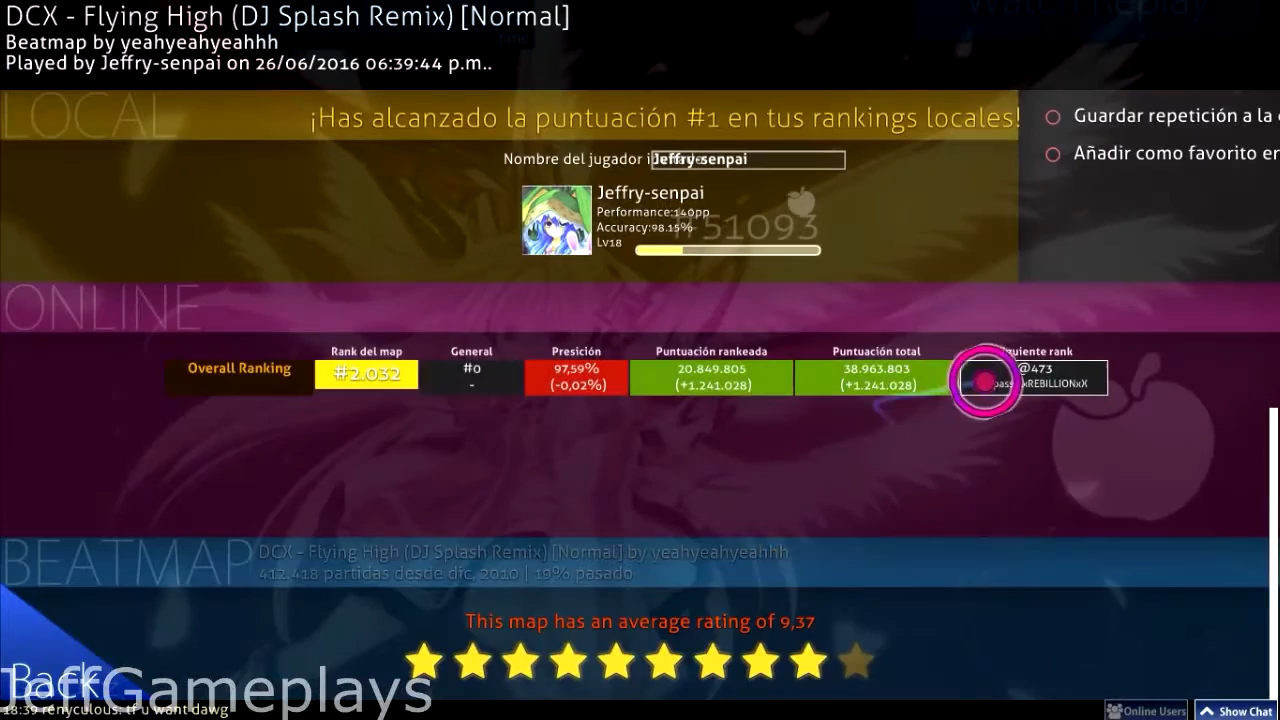 DCX - Flying High (DJ Splash Remix) [Normal]
Beatmap by yeahyeahyeahhh
Played by Jeffry-senpai on 26/06/2016 06:39:44 p.m..
LOCAL
¡Has alcanzado la puntuación #1 en tus rankings locales!
Guardar repetición a la
Añadir como favorito en
Nombre del jugador
Jeffry-senpai
Jeffry-senpai
Performance:140pp
Accuracy:98.15%
Lv18
#51093
ONLINE
Rank del map General Presición Puntuación rankeada Puntuación total rank
Overall Ranking #2.032 #0 97,59% 20.849.805 38.963.803 @473
- (-0,02%) (+1.241.028) (+1.241.028) xREBILLIONxX
BEATMAP
DCX - Flying High (DJ Splash Remix) [Normal] by yeahyeahyeahhh
412.418 partidas desde dic, 2010 | 19% pasado
This map has an average rating of 9,37
Back
JeffGameplays
18:39 renyculous: tf u want dawg
Online Users
Show Chat